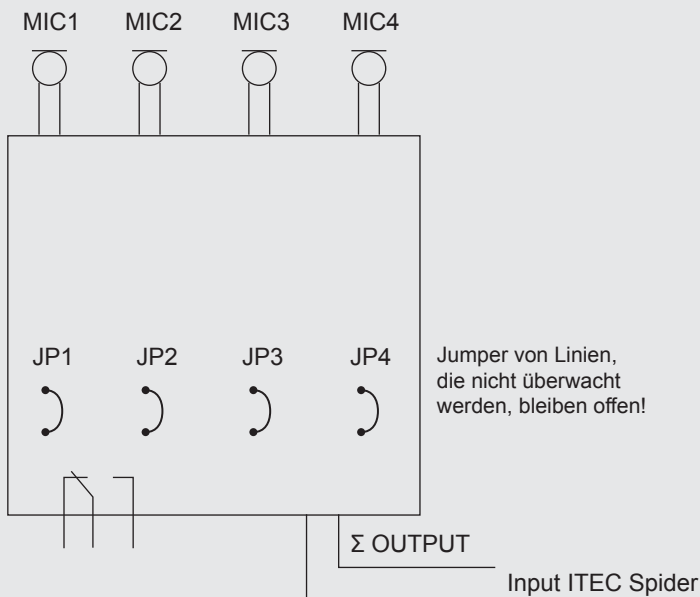 MIC1 MIC2 MIC3 MIC4
JP1 JP2 JP3 JP4
Jumper von Linien,
die nicht überwacht
werden, bleiben offen!
Σ OUTPUT
Input ITEC Spider